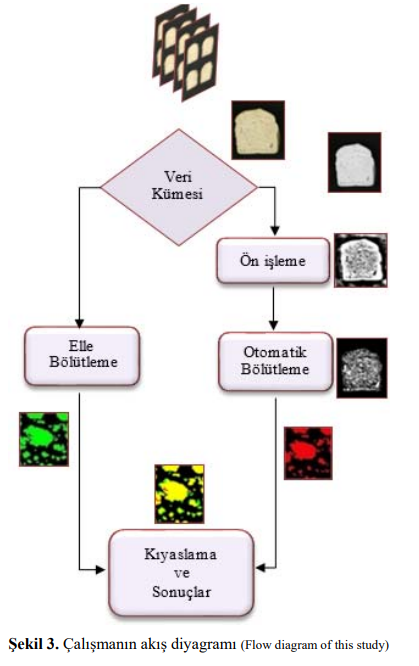 Veri
Kümesi
Ön işleme
Elle
Bölütleme
Otomatik
Bölütleme
Kıyaslama
ve
Sonuçlar
Şekil 3. Çalışmanın akış diyagramı (Flow diagram of this study)